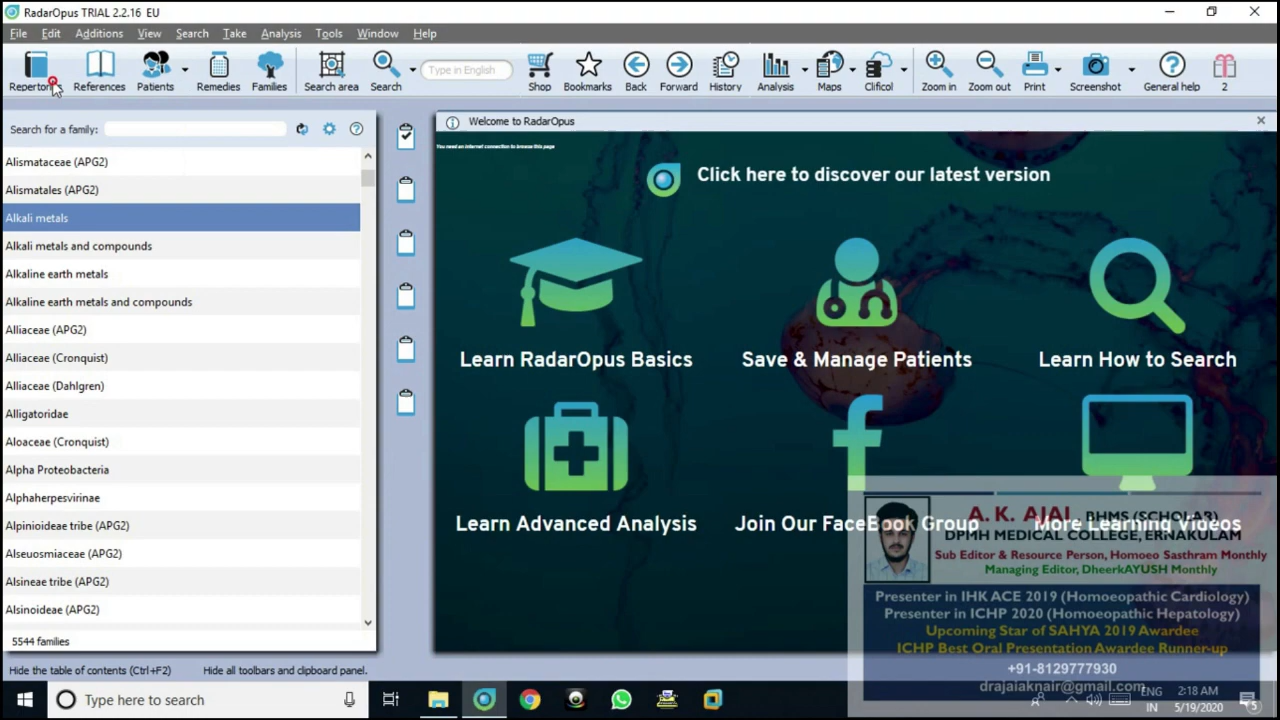 RadarOpus TRIAL 2.2.16 EU
File Edit Additions View Search Take Analysis Tools Window Help
Repertory References Patients Remedies Families Search area Search Type in English Shop Bookmarks Back Forward History Analysis Maps Clificol Zoom in Zoom out Print Screenshot General help 2
Search for a family:
Alismataceae (APG2)
Alismatales (APG2)
Alkali metals
Alkali metals and compounds
Alkaline earth metals
Alkaline earth metals and compounds
Alliaceae (APG2)
Alliaceae (Cronquist)
Alliaceae (Dahlgren)
Alligatoridae
Aloaceae (Cronquist)
Alpha Proteobacteria
Alphaherpesvirinae
Alpinioideae tribe (APG2)
Alseuosmiaceae (APG2)
Alsineae tribe (APG2)
Alsinoideae (APG2)
5544 families
Hide the table of contents (Ctrl+F2) Hide all toolbars and clipboard panel.
Welcome to RadarOpus
You need an internet connection to browse this page
Click here to discover our latest version
Learn RadarOpus Basics
Save & Manage Patients
Learn How to Search
Learn Advanced Analysis
Join Our FaceBook Group
More Learning Videos
A. K. AJAI, BHMS (SCHOLAR)
DPMH MEDICAL COLLEGE, ERNAKULAM
Sub Editor & Resource Person, Homoeo Sasthram Monthly
Managing Editor, DheerkAYUSH Monthly
Presenter in IHK ACE 2019 (Homoeopathic Cardiology)
Presenter in ICHP 2020 (Homoeopathic Hepatology)
Upcoming Star of SAHYA 2019 Awardee
ICHP Best Oral Presentation Awardee Runner-up
+91-8129777930
drajaiaknair@gmail.com
Type here to search
ENG
IN
2:18 AM
5/19/2020
5